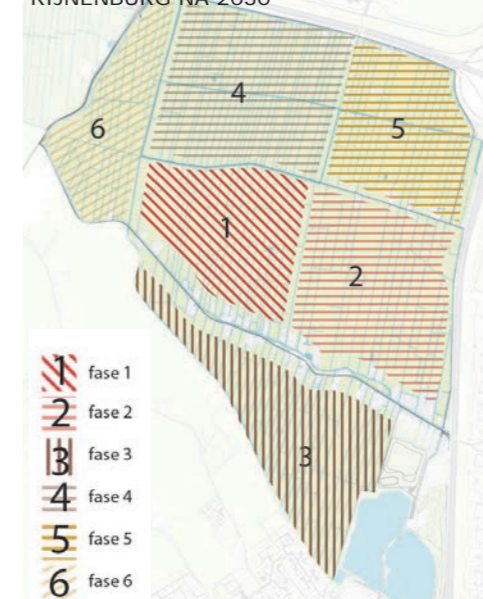 RIJNENBURG NA 2030
4
6
5
1
2
3
1 fase 1
2 fase 2
3 fase 3
4 fase 4
5 fase 5
6 fase 6